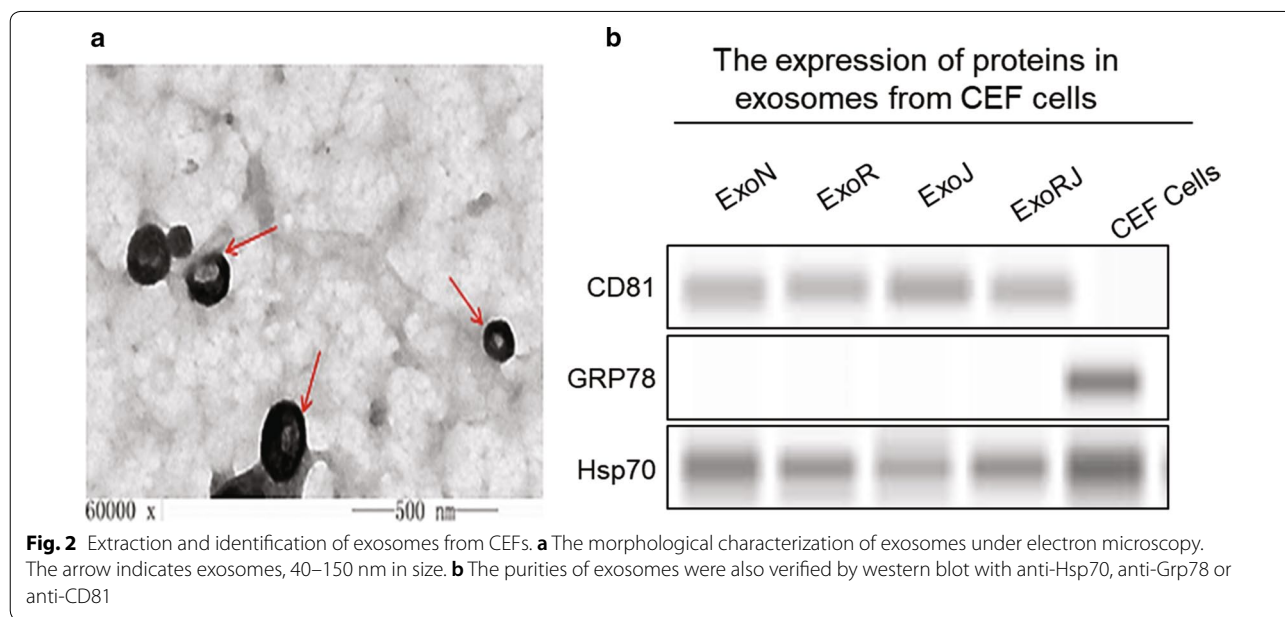 a
60000 x
500 nm
b
The expression of proteins in
exosomes from CEF cells
ExoN ExoR ExoJ ExoRJ CEF Cells
CD81
GRP78
Hsp70
Fig. 2 Extraction and identification of exosomes from CEFs. a The morphological characterization of exosomes under electron microscopy.
The arrow indicates exosomes, 40–150 nm in size. b The purities of exosomes were also verified by western blot with anti-Hsp70, anti-Grp78 or
anti-CD81